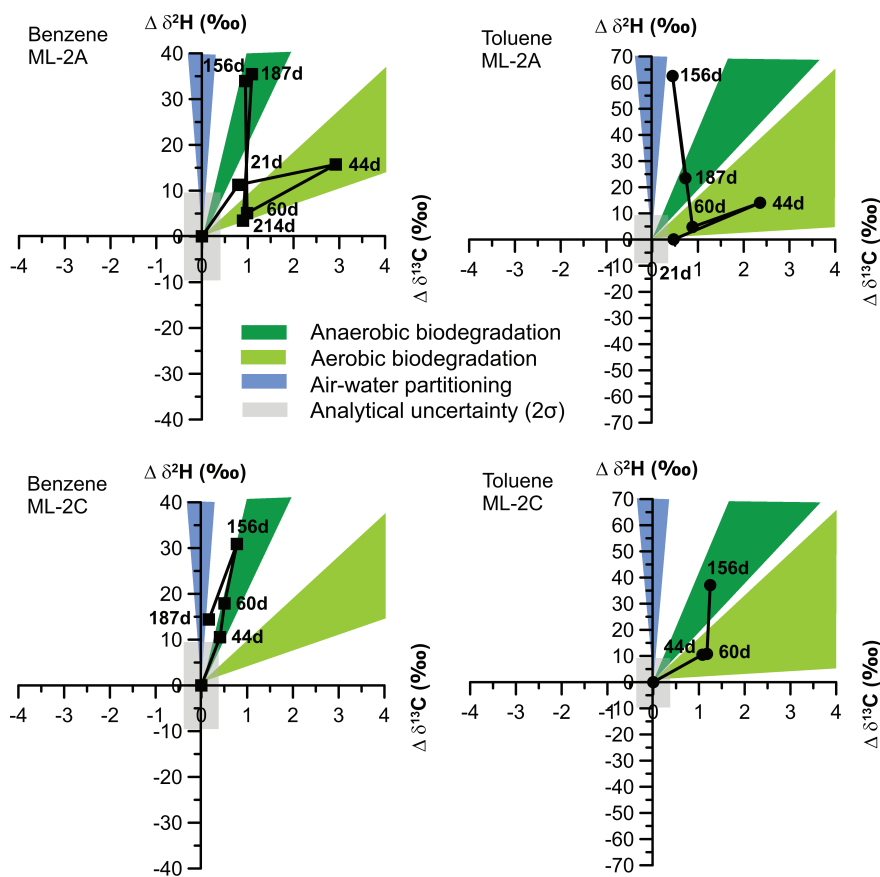 Benzene
ML-2A
Δ δ²H (‰)
40
30
20
10
0
-10
-20
-30
-40
-4 -3 -2 -1 0 1 2 3 4
Δ δ¹³C (‰)
156d
187d
21d
44d
60d
214d
Toluene
ML-2A
Δ δ²H (‰)
70
60
50
40
30
20
10
0
-10
-20
-30
-40
-50
-60
-70
-4 -3 -2 -1 0 1 2 3 4
Δ δ¹³C (‰)
156d
187d
60d
44d
21d
Anaerobic biodegradation
Aerobic biodegradation
Air-water partitioning
Analytical uncertainty (2σ)
Benzene
ML-2C
Δ δ²H (‰)
40
30
20
10
0
-10
-20
-30
-40
-4 -3 -2 -1 0 1 2 3 4
Δ δ¹³C (‰)
156d
60d
187d
44d
Toluene
ML-2C
Δ δ²H (‰)
70
60
50
40
30
20
10
0
-10
-20
-30
-40
-50
-60
-70
-4 -3 -2 -1 0 1 2 3 4
Δ δ¹³C (‰)
156d
44d
60d